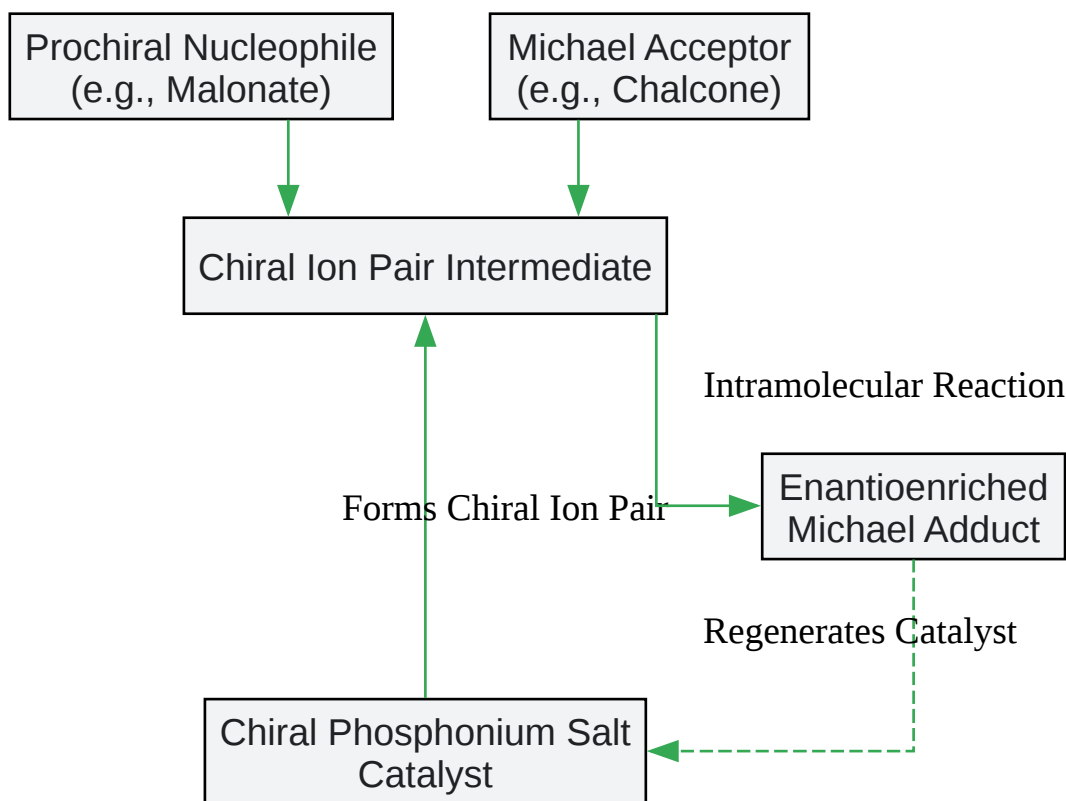 Prochiral Nucleophile
(e.g., Malonate)
Michael Acceptor
(e.g., Chalcone)
Chiral Ion Pair Intermediate
Intramolecular Reaction
Enantioenriched
Michael Adduct
Forms Chiral Ion Pair
Regenerates Catalyst
Chiral Phosphonium Salt
Catalyst